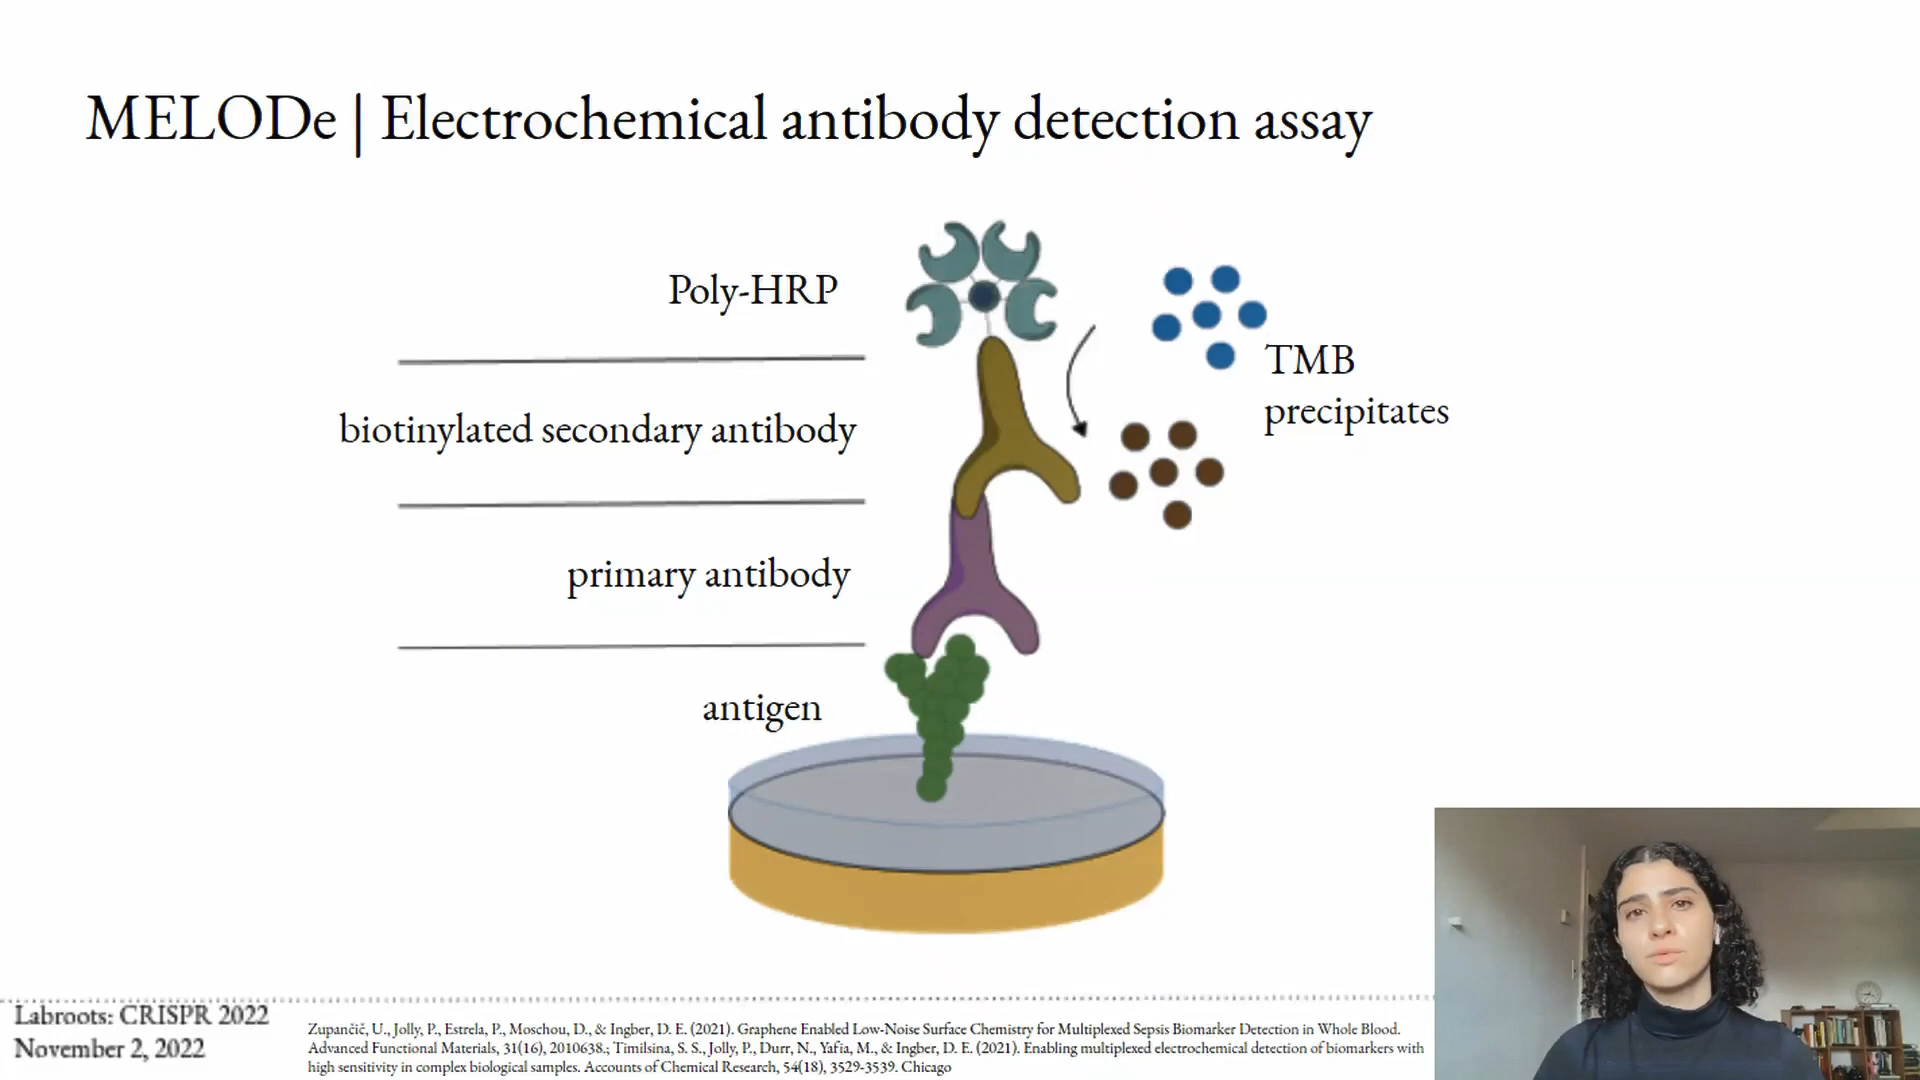 MELODe | Electrochemical antibody detection assay
Poly-HRP
TMB
precipitates
biotinylated secondary antibody
primary antibody
antigen
Labroots: CRISPR 2022
November 2, 2022
Zupančič, U., Jolly, P., Estrela, P., Moschou, D., & Ingber, D. E. (2021). Graphene Enabled Low-Noise Surface Chemistry for Multiplexed Sepsis Biomarker Detection in Whole Blood.
Advanced Functional Materials, 31(16), 2010638.; Timilsina, S. S., Jolly, P., Durr, N., Yafia, M., & Ingber, D. E. (2021). Enabling multiplexed electrochemical detection of biomarkers with
high sensitivity in complex biological samples. Accounts of Chemical Research, 54(18), 3529-3539. Chicago